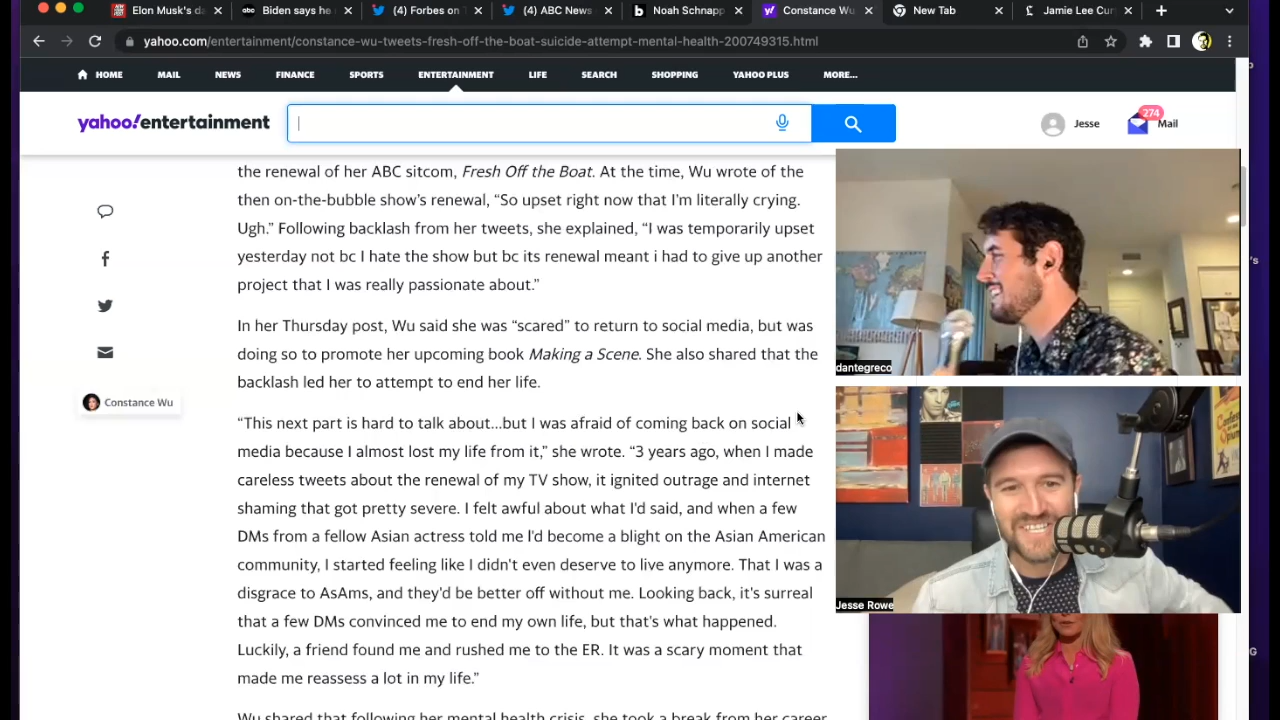 Elon Musk's da
Biden says he
(4) Forbes on T
(4) ABC News
Noah Schnapp
Constance Wu
New Tab
Jamie Lee Cur
yahoo.com/entertainment/constance-wu-tweets-fresh-off-the-boat-suicide-attempt-mental-health-200749315.html
HOME MAIL NEWS FINANCE SPORTS ENTERTAINMENT LIFE SEARCH SHOPPING YAHOO PLUS MORE...
yahoo!entertainment
Jesse
274
Mail
the renewal of her ABC sitcom, Fresh Off the Boat. At the time, Wu wrote of the
then on-the-bubble show's renewal, “So upset right now that I'm literally crying.
Ugh.” Following backlash from her tweets, she explained, “I was temporarily upset
yesterday not bc I hate the show but bc its renewal meant i had to give up another
project that I was really passionate about.”
In her Thursday post, Wu said she was “scared” to return to social media, but was
doing so to promote her upcoming book Making a Scene. She also shared that the
backlash led her to attempt to end her life.
Constance Wu
“This next part is hard to talk about...but I was afraid of coming back on social
media because I almost lost my life from it,” she wrote. “3 years ago, when I made
careless tweets about the renewal of my TV show, it ignited outrage and internet
shaming that got pretty severe. I felt awful about what I'd said, and when a few
DMs from a fellow Asian actress told me I'd become a blight on the Asian American
community, I started feeling like I didn't even deserve to live anymore. That I was a
disgrace to AsAms, and they'd be better off without me. Looking back, it's surreal
that a few DMs convinced me to end my own life, but that's what happened.
Luckily, a friend found me and rushed me to the ER. It was a scary moment that
made me reassess a lot in my life.”
Wu shared that following her mental health crisis, she took a break from her career
dantegreco
Jesse Rowe